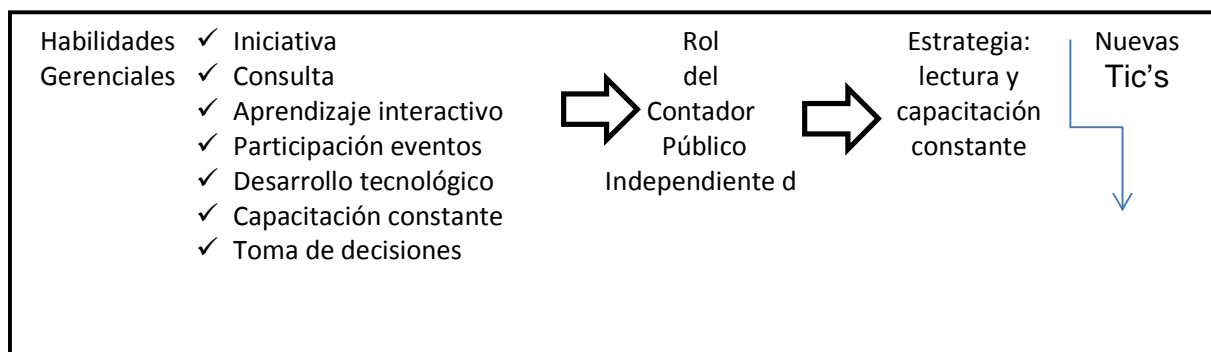 Habilidades
Gerenciales
✓ Iniciativa
✓ Consulta
✓ Aprendizaje interactivo
✓ Participación eventos
✓ Desarrollo tecnológico
✓ Capacitación constante
✓ Toma de decisiones
Rol
del
Contador
Público
Independiente d
Estrategia:
lectura y
capacitación
constante
Nuevas
Tic's